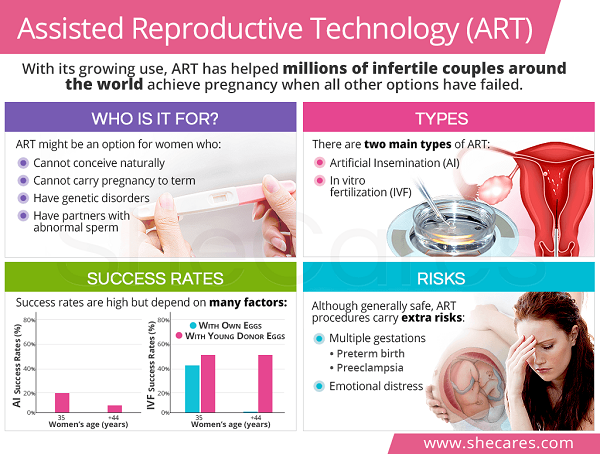 Assisted Reproductive Technology (ART)
With its growing use, ART has helped millions of infertile couples around
the world achieve pregnancy when all other options have failed.
WHO IS IT FOR?
ART might be an option for women who:
Cannot conceive naturally
Cannot carry pregnancy to term
Have genetic disorders
Have partners with
abnormal sperm
TYPES
There are two main types of ART:
Artificial Insemination (AI)
In vitro
fertilization (IVF)
SheCares
SUCCESS RATES
Success rates are high but depend on many factors:
AI Success Rates (%)
80%
60%
40%
20%
0%
35
+44
Women's age (years)
With Own Eggs
With Young Donor Eggs
IVF Success Rates (%)
80%
60%
40%
20%
0%
35
+44
Women's age (years)
RISKS
Although generally safe, ART
procedures carry extra risks:
Multiple gestations
• Preterm birth
• Preeclampsia
Emotional distress
www.shecares.com